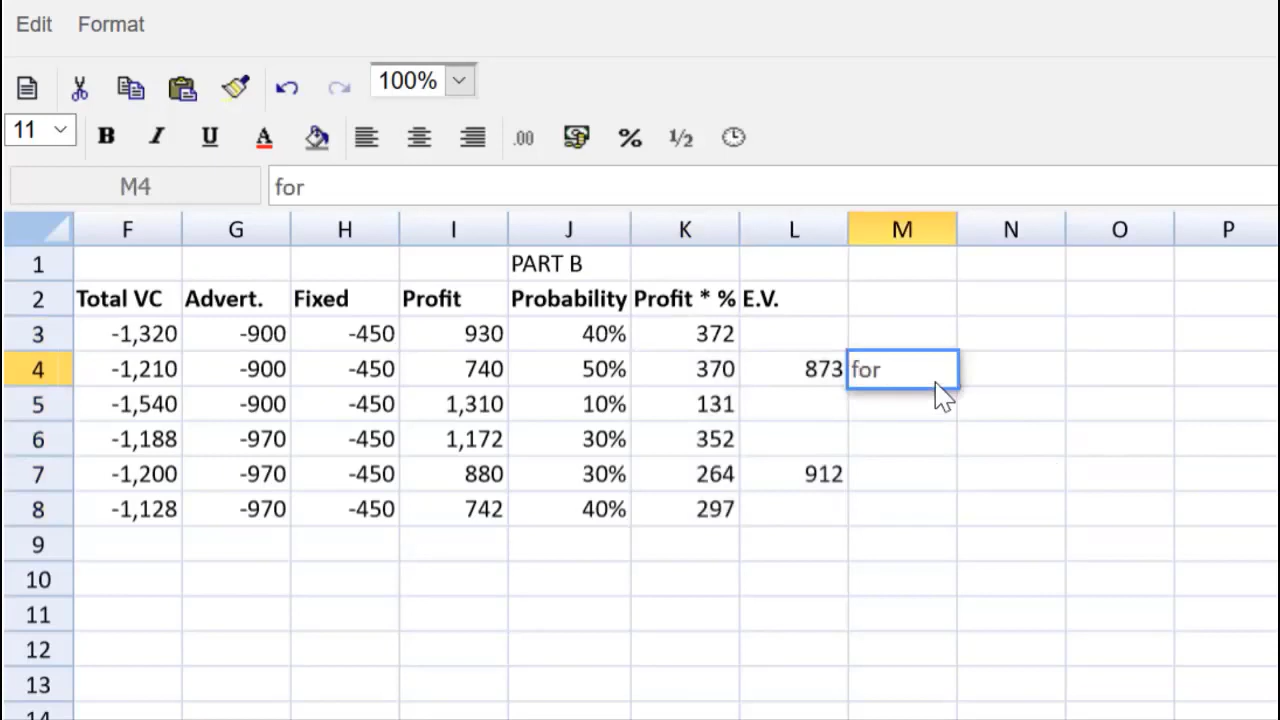 Edit Format
100%
11 B I U A .00 % 1/2
M4 for
F G H I J K L M N O P
1 PART B
2 Total VC Advert. Fixed Profit Probability Profit * % E.V.
3 -1,320 -900 -450 930 40% 372
4 -1,210 -900 -450 740 50% 370 873 for
5 -1,540 -900 -450 1,310 10% 131
6 -1,188 -970 -450 1,172 30% 352
7 -1,200 -970 -450 880 30% 264 912
8 -1,128 -970 -450 742 40% 297
9
10
11
12
13
14